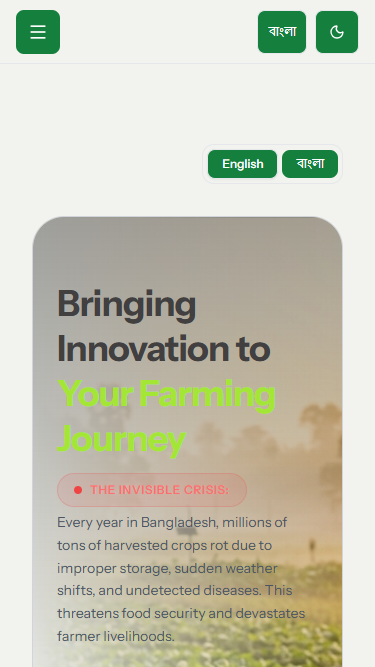 বাংলা
English
বাংলা
Bringing
Innovation to
Your Farming
Journey
THE INVISIBLE CRISIS:
Every year in Bangladesh, millions of
tons of harvested crops rot due to
improper storage, sudden weather
shifts, and undetected diseases. This
threatens food security and devastates
farmer livelihoods.